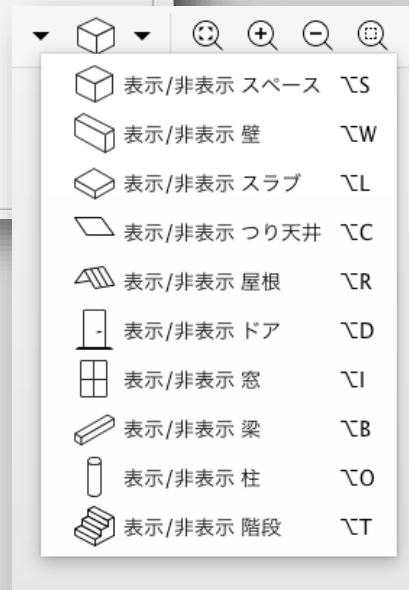 表示/非表示 スペース ⌥S
表示/非表示 壁 ⌥W
表示/非表示 スラブ ⌥L
表示/非表示 つり天井 ⌥C
表示/非表示 屋根 ⌥R
表示/非表示 ドア ⌥D
表示/非表示 窓 ⌥I
表示/非表示 梁 ⌥B
表示/非表示 柱 ⌥O
表示/非表示 階段 ⌥T